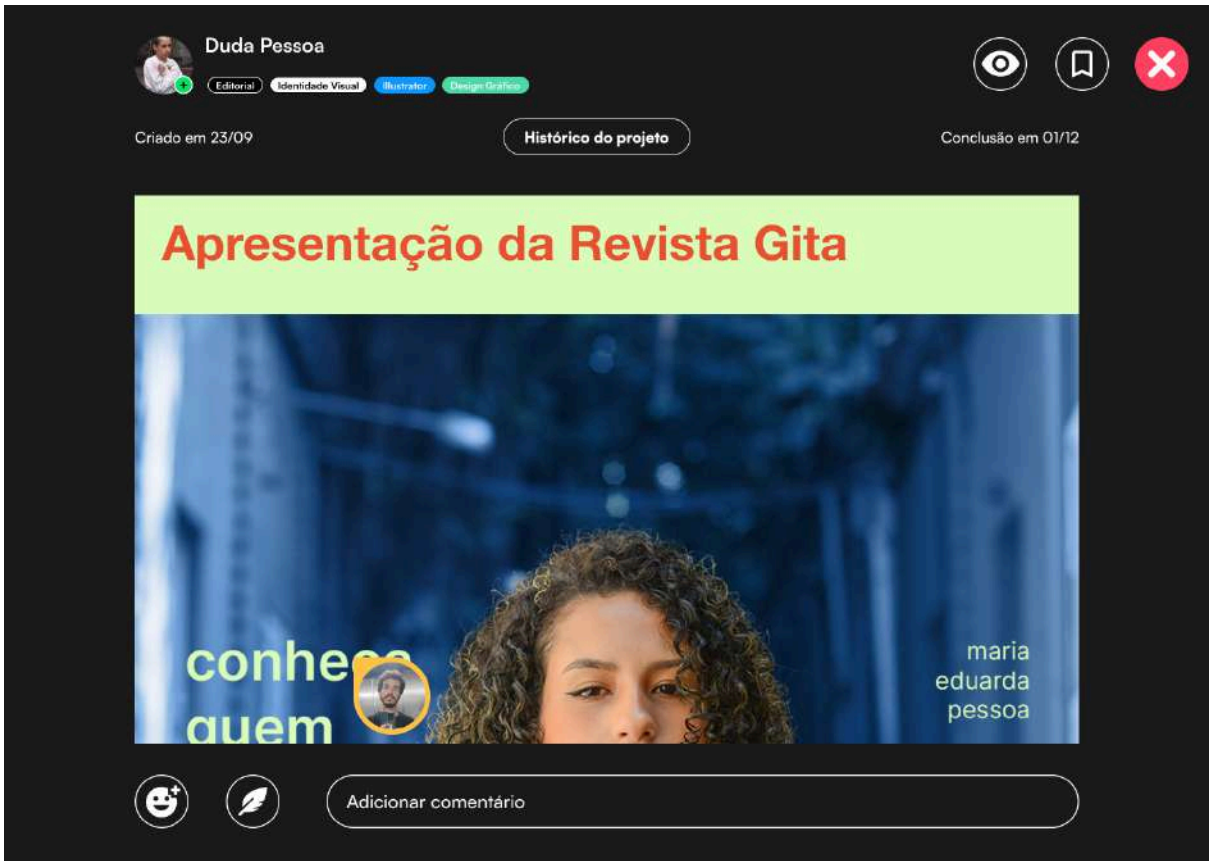 Duda Pessoa
Editorial Identidade Visual Illustrator Design Gráfico
Criado em 23/09
Histórico do projeto
Conclusão em 01/12
Apresentação da Revista Gita
conheça
quem
maria
eduarda
pessoa
Adicionar comentário